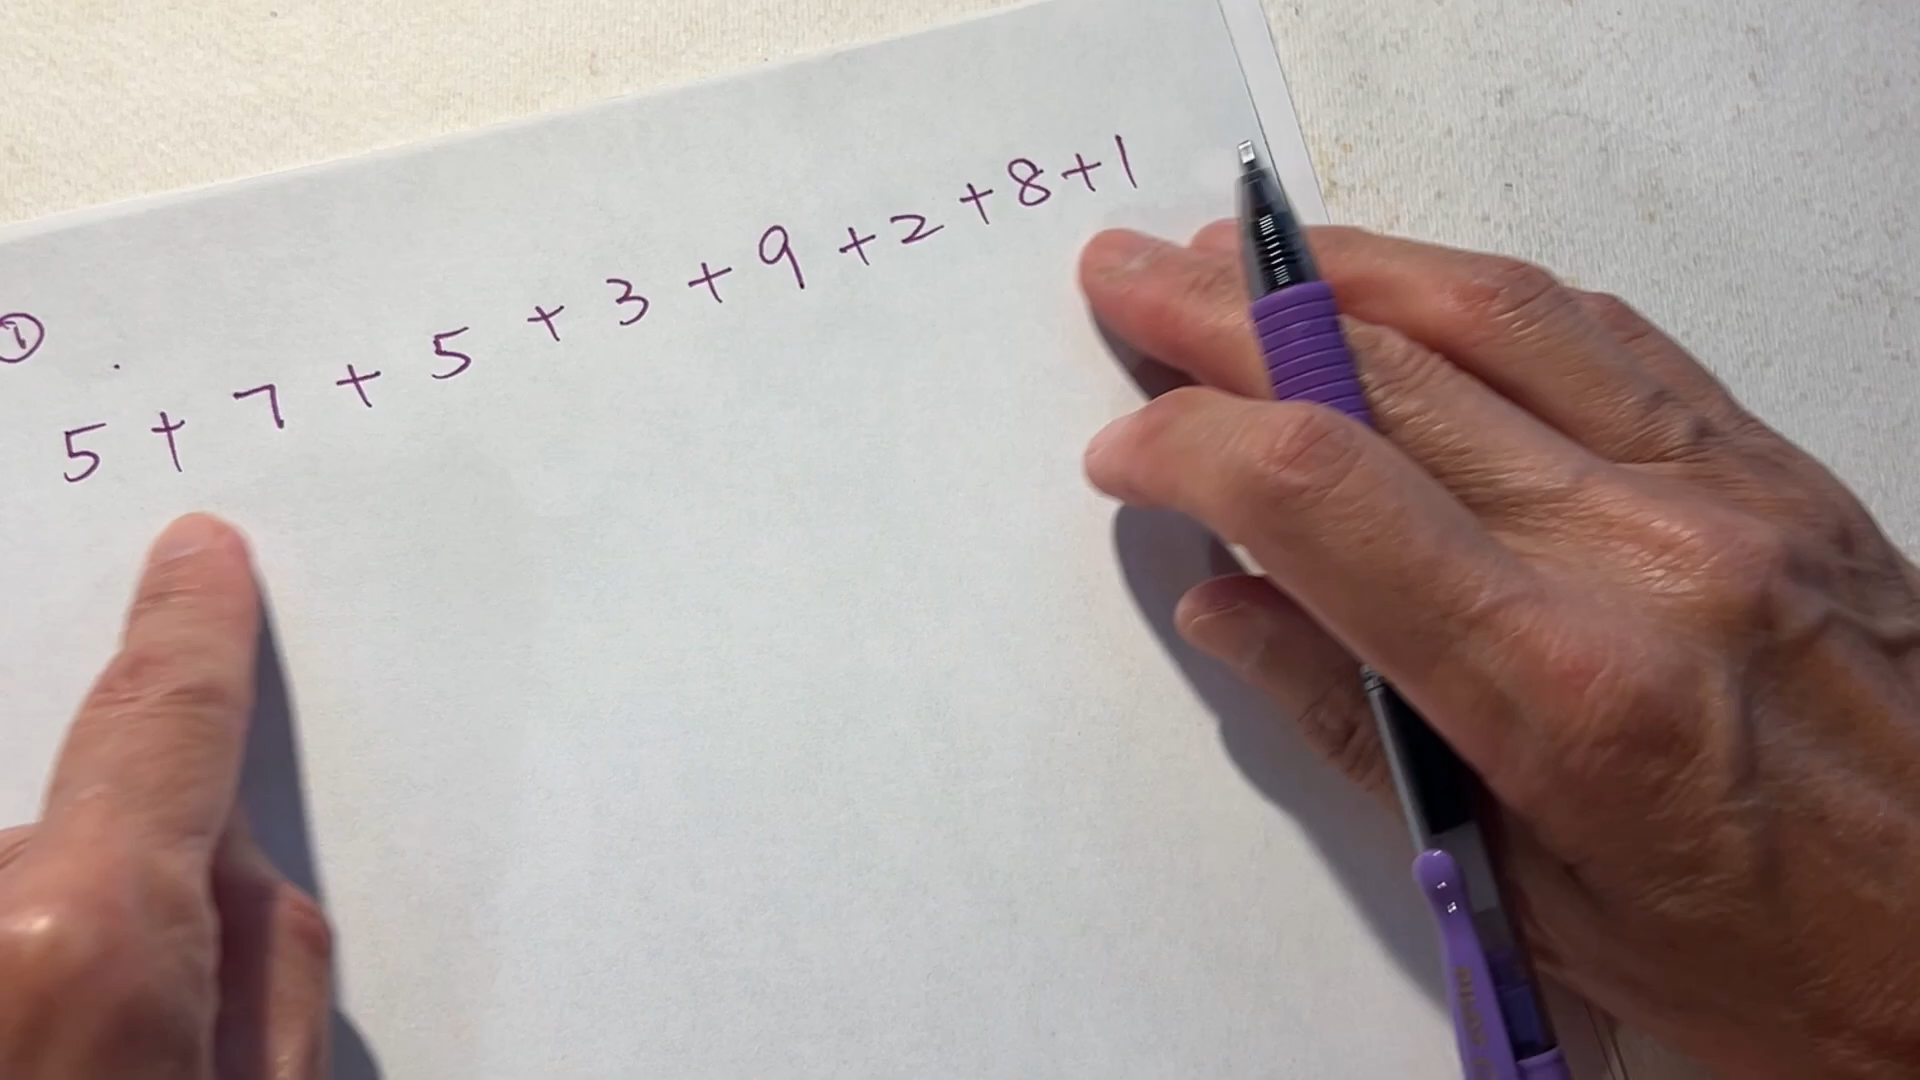 ①
5 + 7 + 5 + 3 + 9 + 2 + 8 + 1